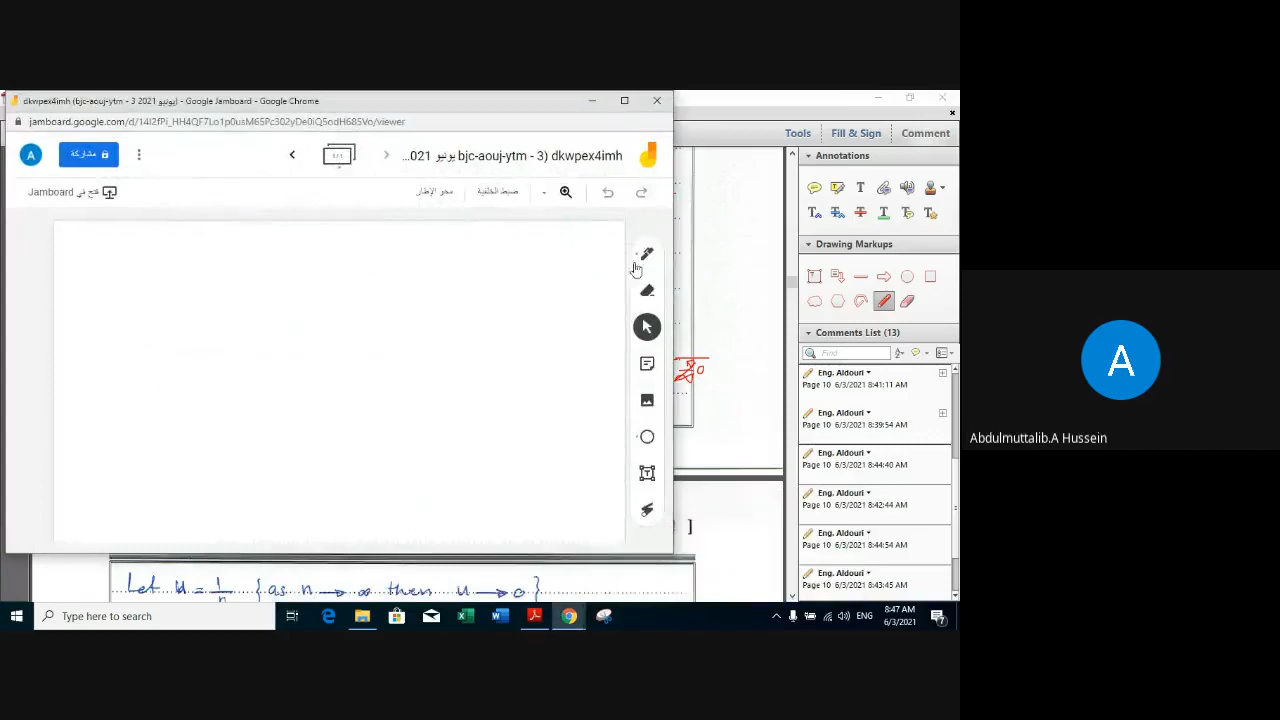 dkwpex4imh (bjc-aouj-ytm - 3 يونيو 2021) - Google Jamboard - Google Chrome
jamboard.google.com/d/14I2fPi_HH4QF7Lo1p0usM65Pc302yDe0iQ5odH68SVo/viewer
A
مشاركة
1 / 1
...يونيو 021 bjc-aouj-ytm - 3) dkwpex4imh
فتح في Jamboard
محو الإطار
ضبط الخلفية
Tools
Fill & Sign
Comment
Annotations
Drawing Markups
Comments List (13)
Find
Eng. Aldouri
Page 10 6/3/2021 8:41:11 AM
Eng. Aldouri
Page 10 6/3/2021 8:39:54 AM
Eng. Aldouri
Page 10 6/3/2021 8:44:40 AM
Eng. Aldouri
Page 10 6/3/2021 8:42:44 AM
Eng. Aldouri
Page 10 6/3/2021 8:44:54 AM
Eng. Aldouri
Page 10 6/3/2021 8:43:45 AM
]
Let u = 1/n { as n → ∞ then u → 0 }
Type here to search
ENG
8:47 AM
6/3/2021
7
A
Abdulmuttalib.A Hussein